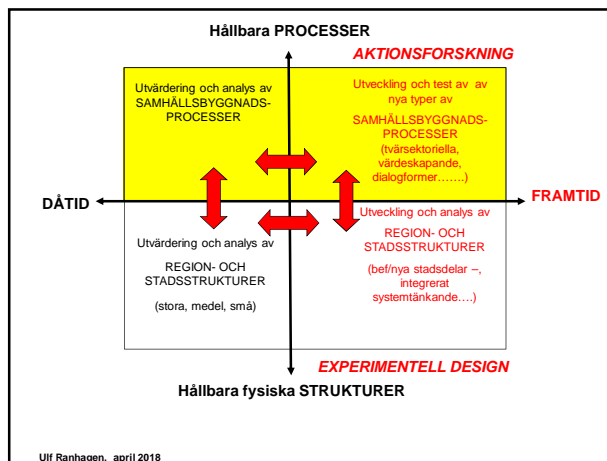 Hållbara PROCESSER
AKTIONSFORSKNING
Utvärdering och analys av
SAMHÄLLSBYGGNADS-
PROCESSER
Utveckling och test av av
nya typer av
SAMHÄLLSBYGGNADS-
PROCESSER
(tvärsektoriella,
värdeskapande,
dialogformer…….)
DÅTID
FRAMTID
Utvärdering och analys av
REGION- OCH
STADSSTRUKTURER
(stora, medel, små)
Utveckling och analys av
REGION- OCH
STADSSTRUKTURER
(bef/nya stadsdelar –,
integrerat
systemtänkande….)
EXPERIMENTELL DESIGN
Hållbara fysiska STRUKTURER
Ulf Ranhagen, april 2018